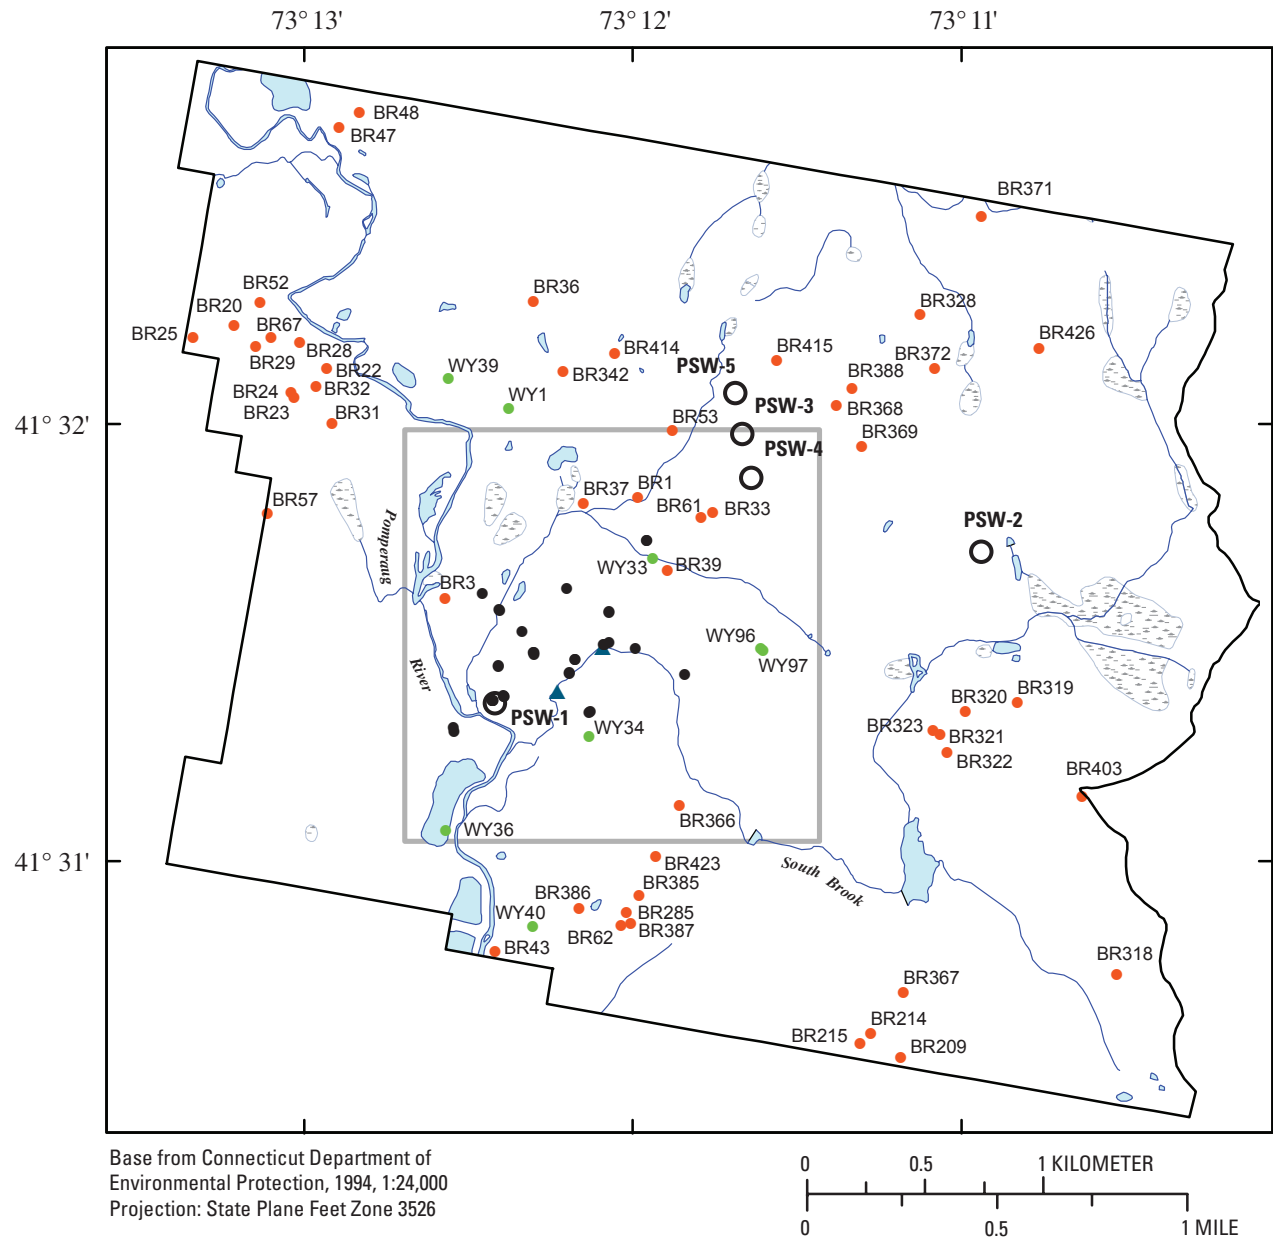 73° 13'
73° 12'
73° 11'
BR48
BR47
BR371
BR52
BR36
BR20
BR328
BR25
BR67
BR426
BR28
BR414
BR29
BR415
PSW-5
BR372
WY39
BR22
BR342
BR388
BR24
BR32
WY1
PSW-3
BR23
BR368
BR53
41° 32'
BR31
BR369
PSW-4
BR37
BR1
BR57
BR61
BR33
PSW-2
Pomperaug
WY33
BR39
BR3
WY96
WY97
River
BR319
BR320
PSW-1
WY34
BR323
BR321
BR322
BR403
BR366
WY36
41° 31'
BR423
South Brook
BR386
BR385
WY40
BR285
BR62
BR387
BR43
BR318
BR367
BR214
BR215
BR209
Base from Connecticut Department of
Environmental Protection, 1994, 1:24,000
Projection: State Plane Feet Zone 3526
0 0.5 1 KILOMETER
0 0.5 1 MILE